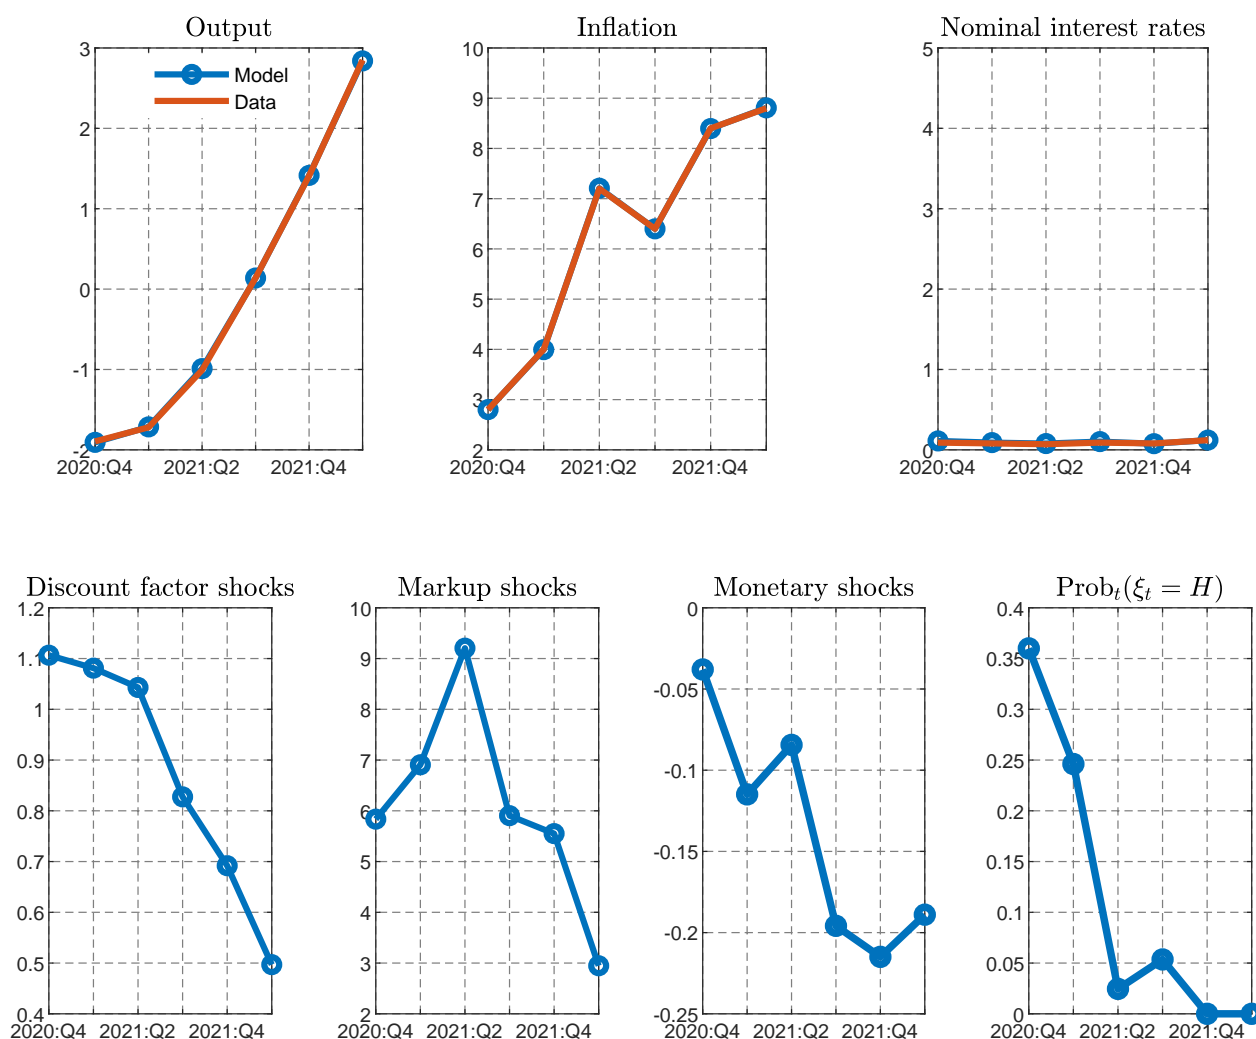 Output
Inflation
Nominal interest rates
3
2
1
0
-1
-2
Model
Data
2020:Q4
2021:Q2
2021:Q4
10
9
8
7
6
5
4
3
2
2020:Q4
2021:Q2
2021:Q4
5
4
3
2
1
0
2020:Q4
2021:Q2
2021:Q4
Discount factor shocks
Markup shocks
Monetary shocks
Prob_t(ξ_t = H)
1.2
1.1
1
0.9
0.8
0.7
0.6
0.5
0.4
2020:Q4
2021:Q2
2021:Q4
10
9
8
7
6
5
4
3
2
2020:Q4
2021:Q2
2021:Q4
0
-0.05
-0.1
-0.15
-0.2
-0.25
2020:Q4
2021:Q2
2021:Q4
0.4
0.35
0.3
0.25
0.2
0.15
0.1
0.05
0
2020:Q4
2021:Q2
2021:Q4